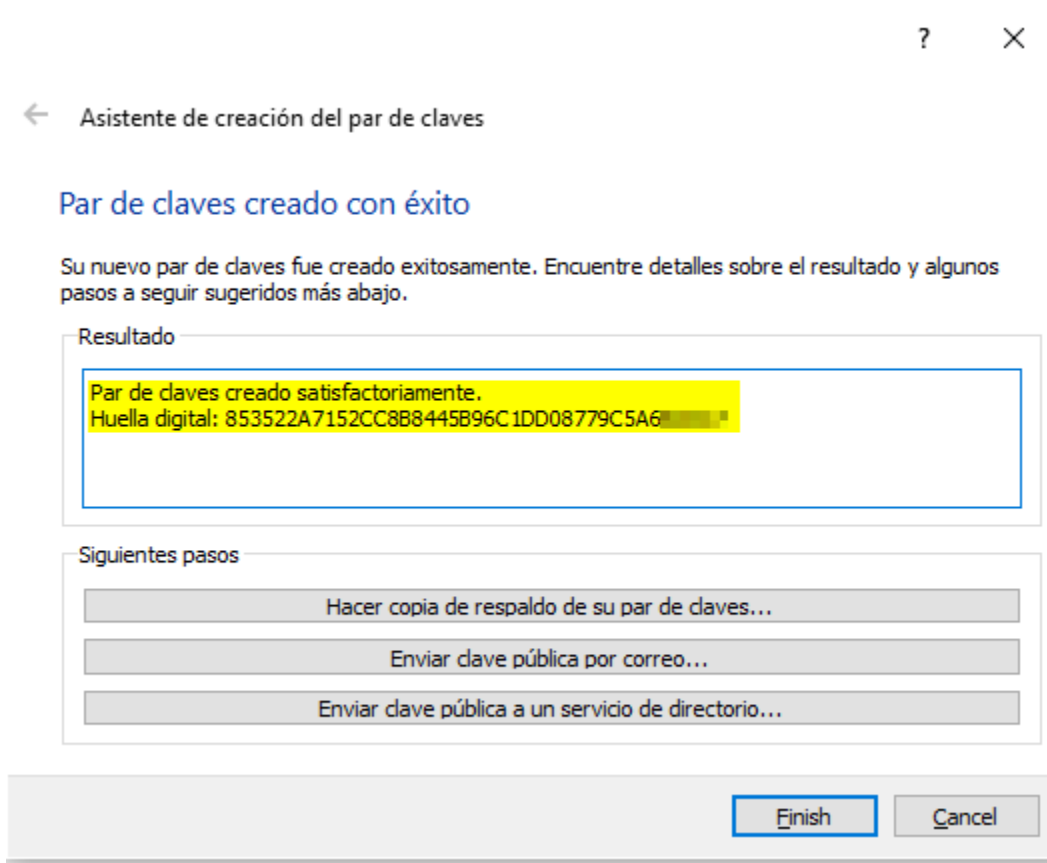 ?
Asistente de creación del par de claves
Par de claves creado con éxito
Su nuevo par de claves fue creado exitosamente. Encuentre detalles sobre el resultado y algunos
pasos a seguir sugeridos más abajo.
Resultado
Par de claves creado satisfactoriamente.
Huella digital: 853522A7152CC8B8445B96C1DD08779C5A6
Siguientes pasos
Hacer copia de respaldo de su par de claves...
Enviar clave pública por correo...
Enviar clave pública a un servicio de directorio...
Finish
Cancel